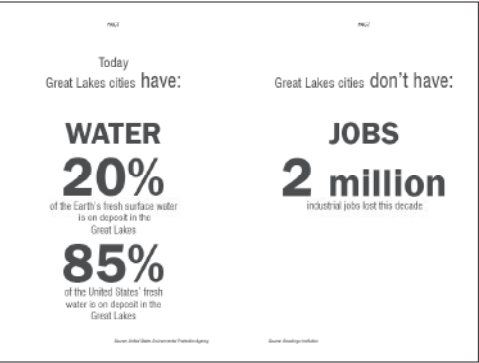 Today
Great Lakes cities have:
WATER
20%
of the Earth's fresh surface water
is on deposit in the
Great Lakes
85%
of the United States' fresh
water is on deposit in the
Great Lakes
Source: United States Environmental Protection Agency
Great Lakes cities don't have:
JOBS
2 million
industrial jobs lost this decade
Source: Brookings Institution